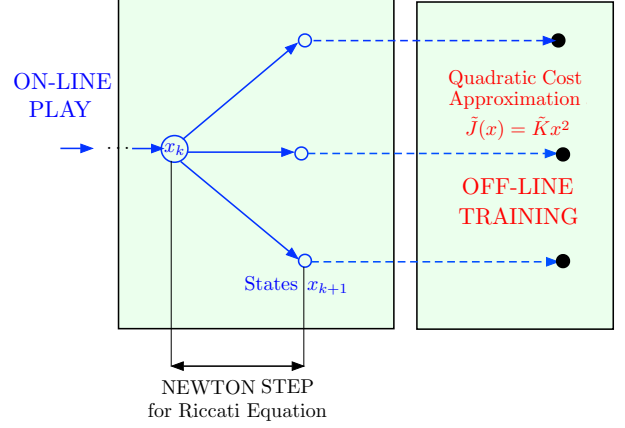 ON-LINE
PLAY
· · ·
x_k
States x_{k+1}
Quadratic Cost
Approximation
J̃(x) = K̃x²
OFF-LINE
TRAINING
NEWTON STEP
for Riccati Equation